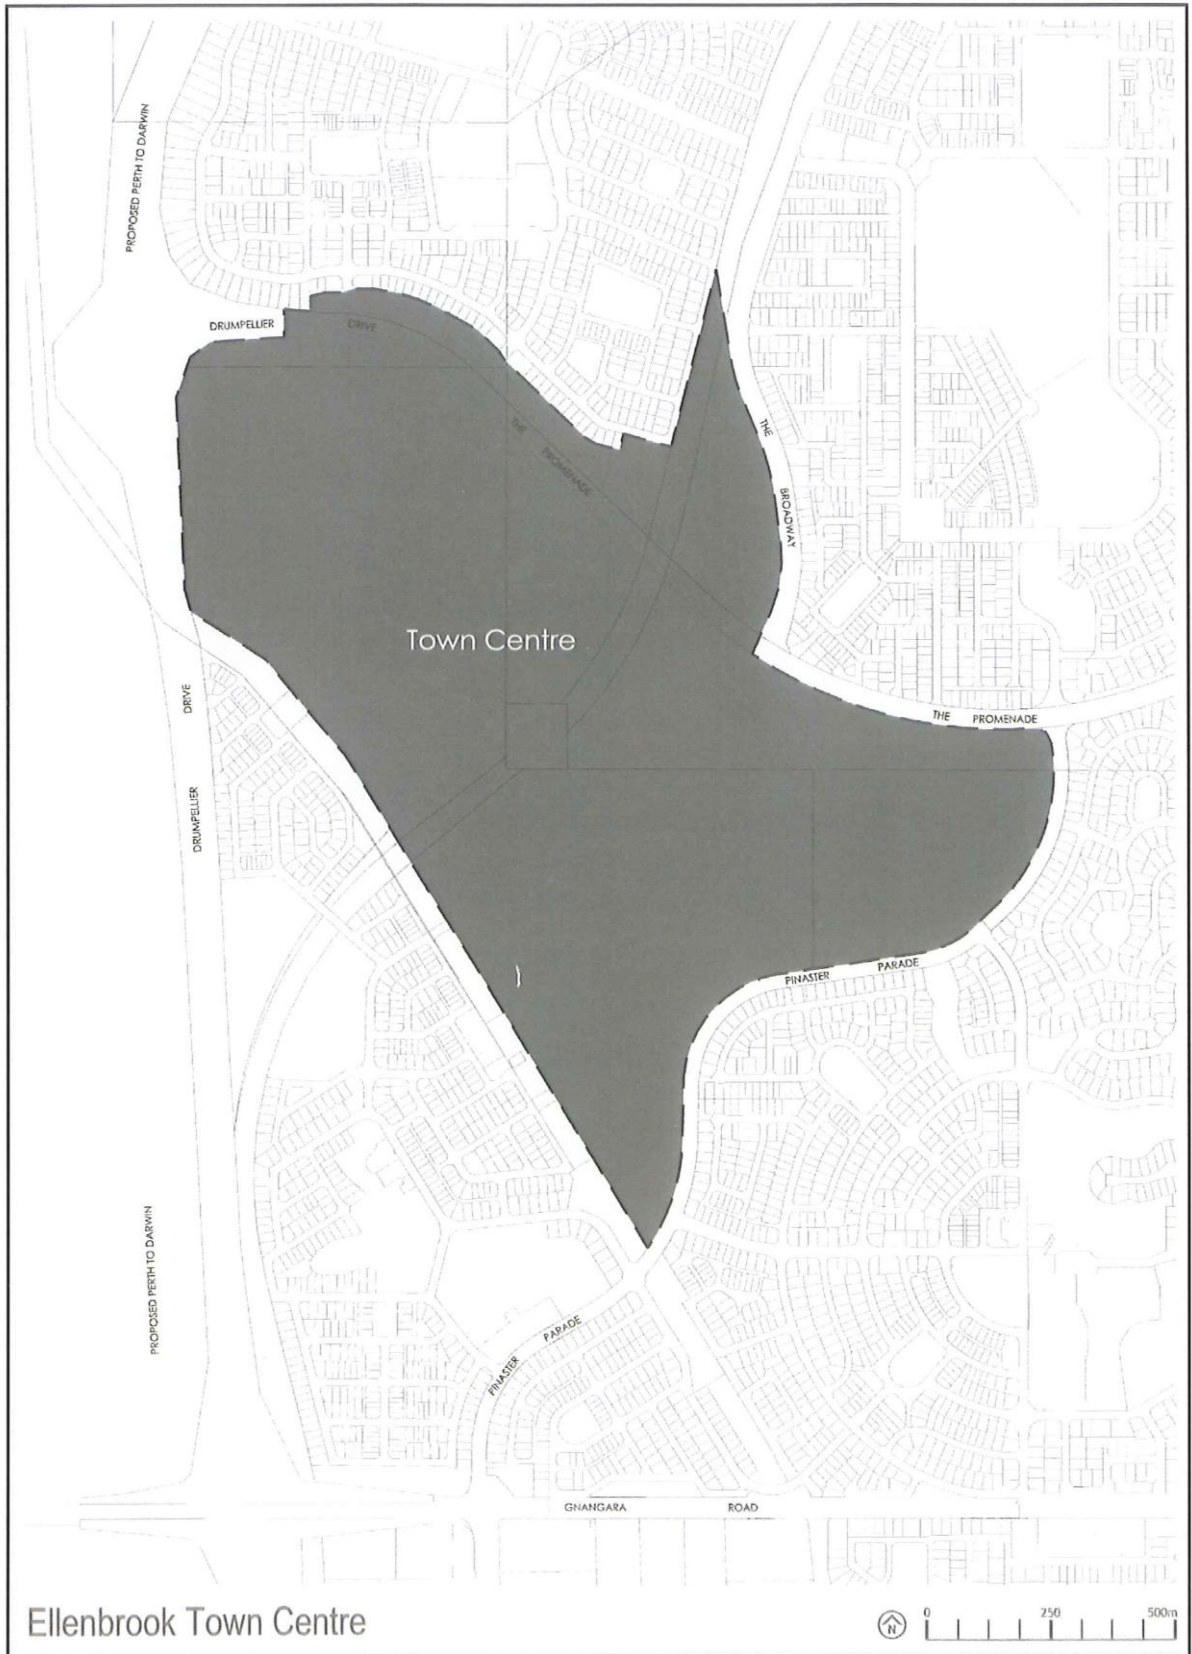 PROPOSED PERTH TO DARWIN
DRUMPELLIER
DRIVE
THE
PROMENADE
THE
BROADWAY
Town Centre
DRIVE
DRUMPELLIER
THE PROMENADE
PINASTER PARADE
PROPOSED PERTH TO DARWIN
PARADE
PINASTER
GNANGARA ROAD
Ellenbrook Town Centre
N
0 250 500m